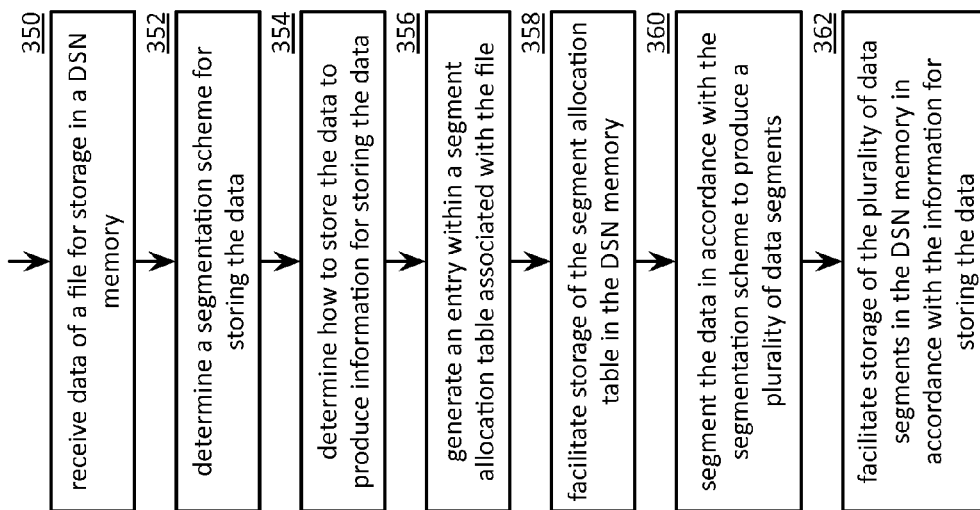 350
receive data of a file for storage in a DSN
memory
352
determine a segmentation scheme for
storing the data
354
determine how to store the data to
produce information for storing the data
356
generate an entry within a segment
allocation table associated with the file
358
facilitate storage of the segment allocation
table in the DSN memory
360
segment the data in accordance with the
segmentation scheme to produce a
plurality of data segments
362
facilitate storage of the plurality of data
segments in the DSN memory in
accordance with the information for
storing the data